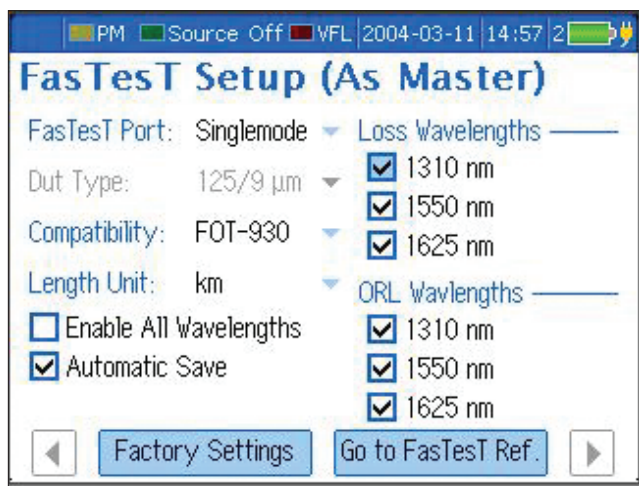 PM Source Off VFL 2004-03-11 14:57 2
FasTesT Setup (As Master)
FasTesT Port: Singlemode
Dut Type: 125/9 µm
Compatibility: FOT-930
Length Unit: km
Enable All Wavelengths
Automatic Save
Loss Wavelengths
1310 nm
1550 nm
1625 nm
ORL Wavlengths
1310 nm
1550 nm
1625 nm
Factory Settings
Go to FasTesT Ref.